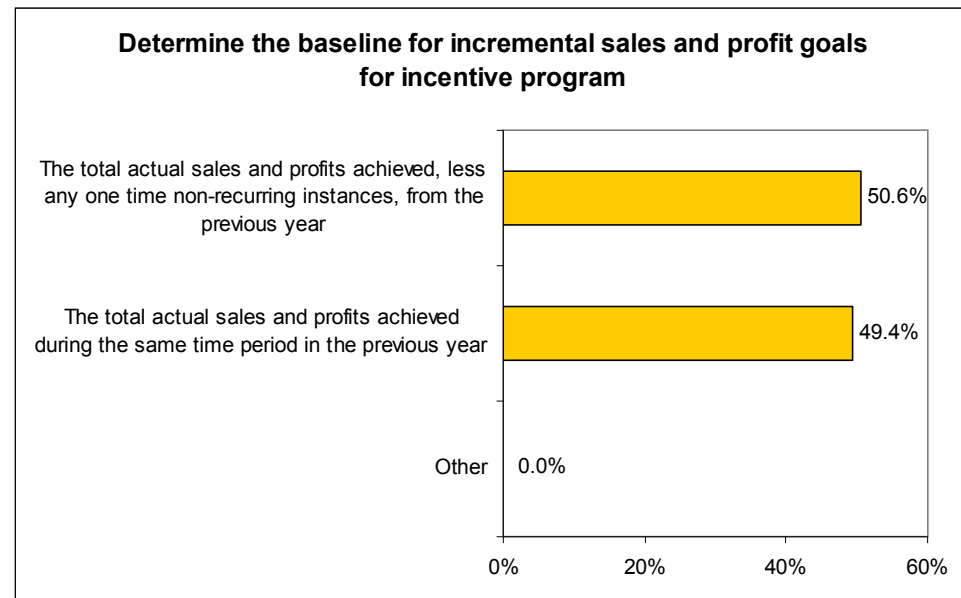 Determine the baseline for incremental sales and profit goals
for incentive program
The total actual sales and profits achieved, less
any one time non-recurring instances, from the
previous year
50.6%
The total actual sales and profits achieved
during the same time period in the previous year
49.4%
Other
0.0%
0%
20%
40%
60%